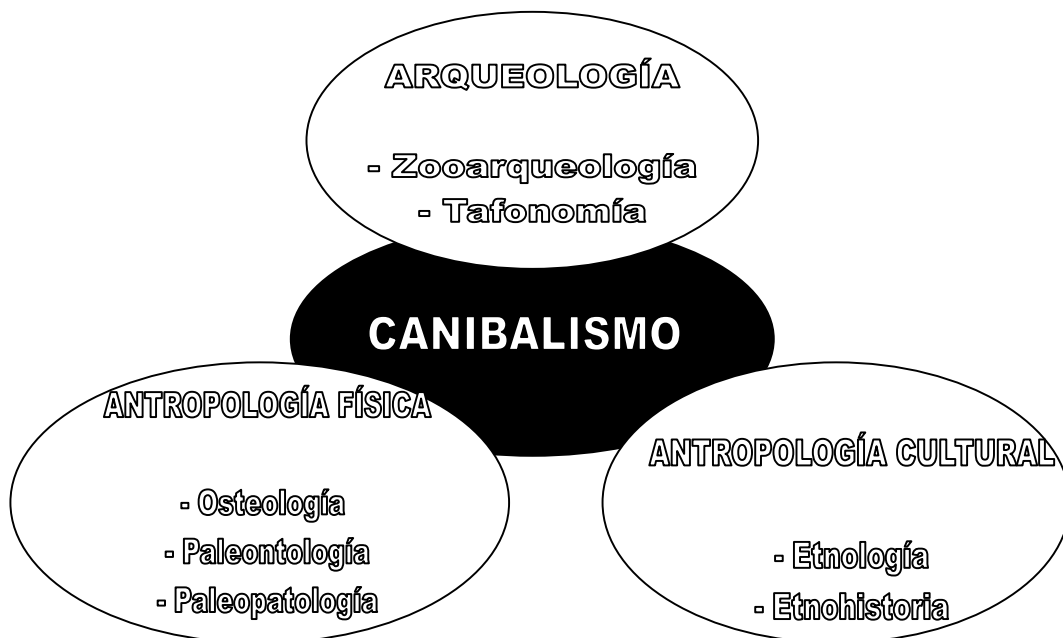 ARQUEOLOGÍA
- Zooarqueología
- Tafonomía
CANIBALISMO
ANTROPOLOGÍA FÍSICA
- Osteología
- Paleontología
- Paleopatología
ANTROPOLOGÍA CULTURAL
- Etnología
- Etnohistoria